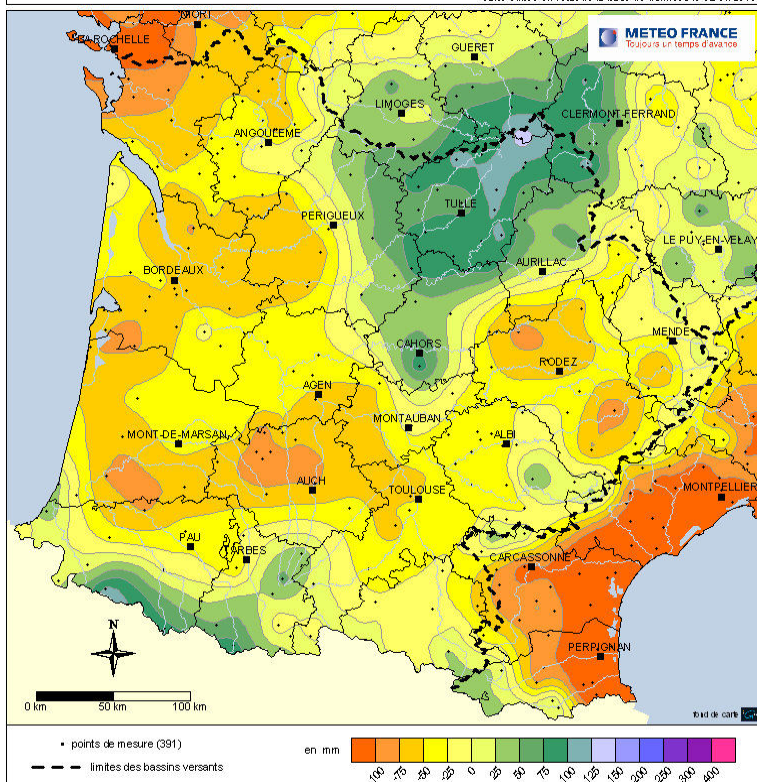 METEO FRANCE
Toujours un temps d'avance
GUERET
LIMOGES
CLERMONT-FERRAND
ANGOULEME
TULLE
PERIGUEUX
LE PUY-EN-VELAY
AURILLAC
BORDEAUX
MENDE
CAHORS
RODEZ
AGEN
MONTAUBAN
MONT-DE-MARSAN
ALBI
AUCH
TOULOUSE
MONTPELLIER
PAU
TARBES
CARCASSONNE
N
PERPIGNAN
0 km 50 km 100 km
fond de carte
points de mesure (391)
limites des bassins versants
en mm
100 -75 -50 -25 0 25 50 75 100 125 150 200 250 300 400